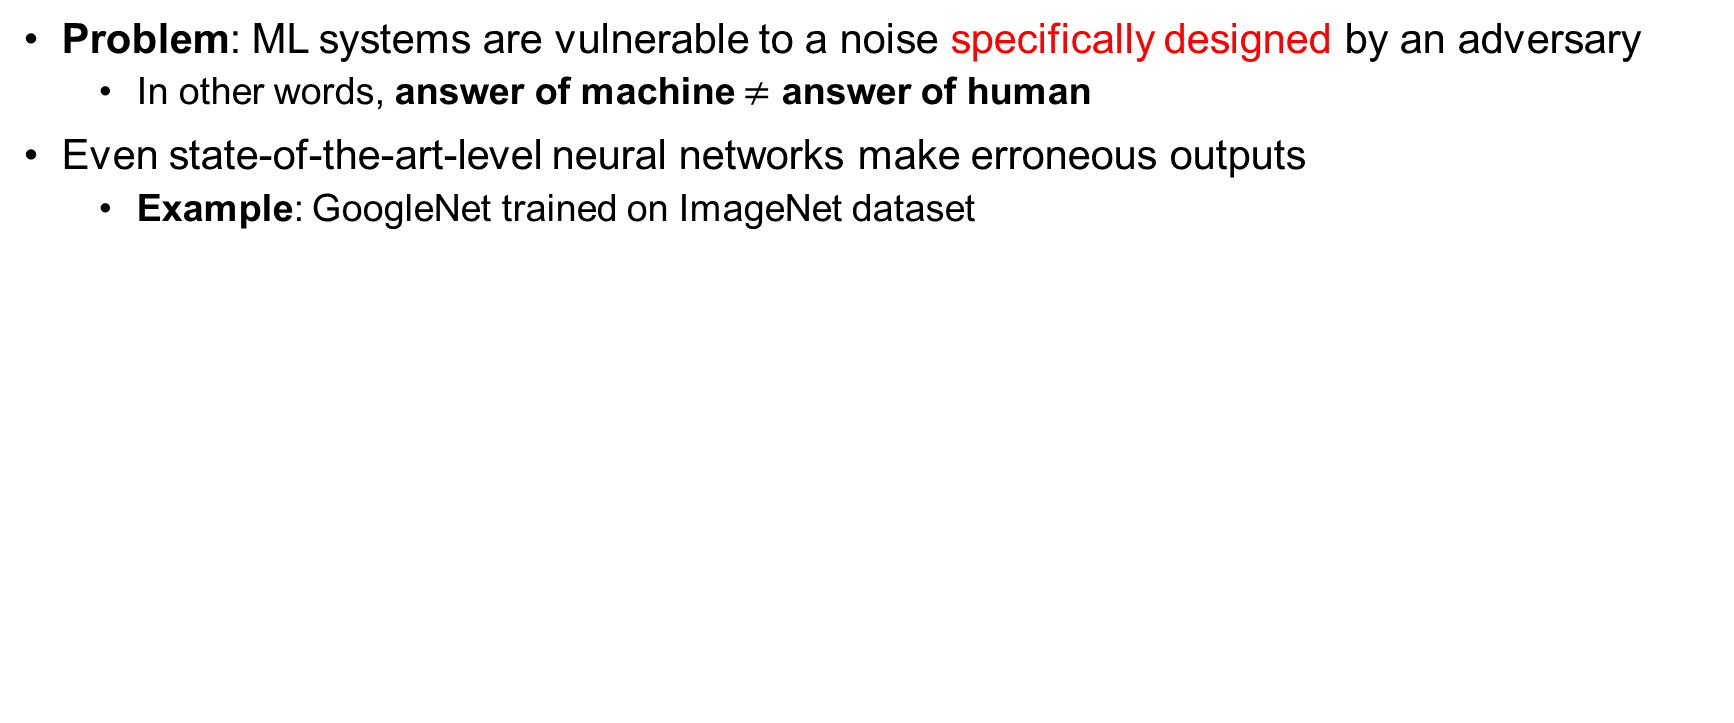 • Problem: ML systems are vulnerable to a noise specifically designed by an adversary
• In other words, answer of machine ≠ answer of human
• Even state-of-the-art-level neural networks make erroneous outputs
• Example: GoogleNet trained on ImageNet dataset